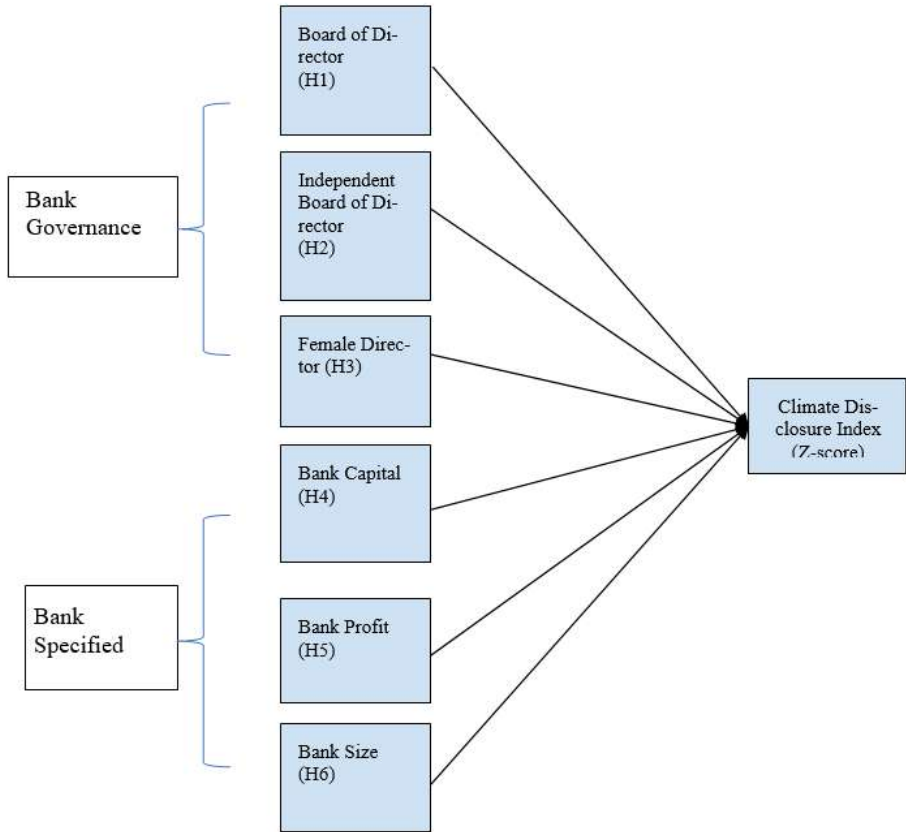 Board of Di-
rector
(H1)
Independent
Board of Di-
rector
(H2)
Bank
Governance
Female Direc-
tor (H3)
Climate Dis-
closure Index
(Z-score)
Bank Capital
(H4)
Bank
Specified
Bank Profit
(H5)
Bank Size
(H6)